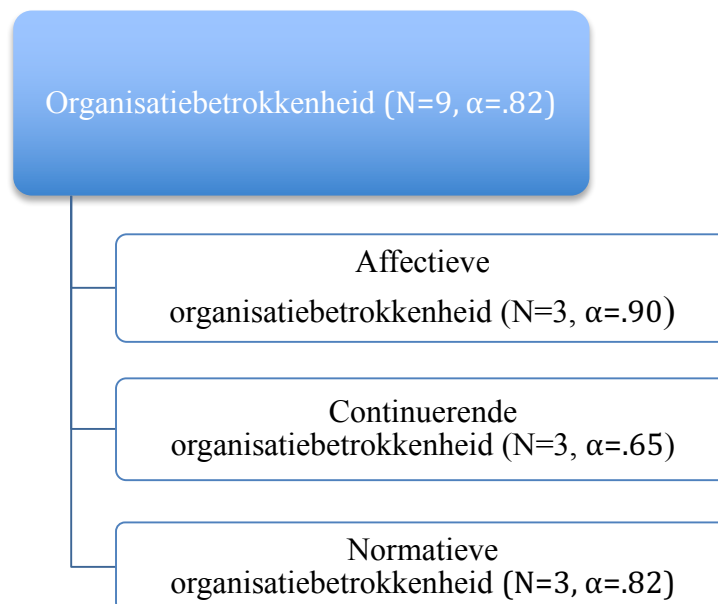 Organisatiebetrokkenheid (N=9, α=.82)
Affectieve
organisatiebetrokkenheid (N=3, α=.90)
Continuerende
organisatiebetrokkenheid (N=3, α=.65)
Normatieve
organisatiebetrokkenheid (N=3, α=.82)